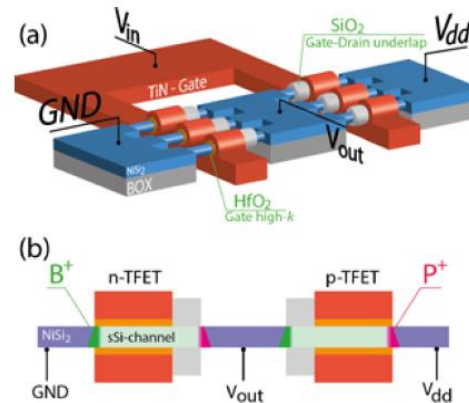 (a)
V_in
SiO₂
Gate-Drain underlap
V_dd
TiN - Gate
GND
V_out
NiSi₂
BOX
HfO₂
Gate high-k
(b)
n-TFET
p-TFET
B⁺
P⁺
NiSi₂
sSi-channel
GND
V_out
V_dd